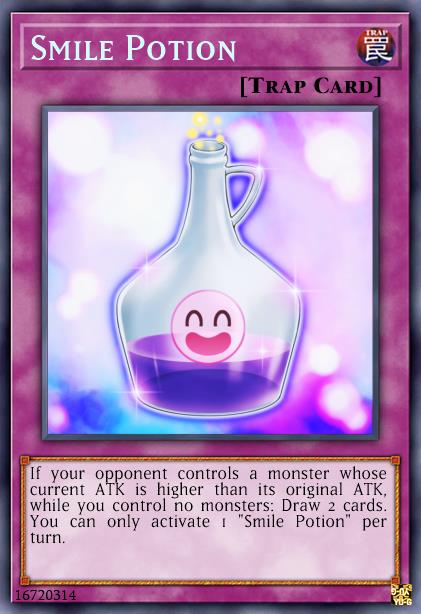 Smile Potion
TRAP
罠
[Trap Card]
If your opponent controls a monster whose
current ATK is higher than its original ATK,
while you control no monsters: Draw 2 cards.
You can only activate 1 "Smile Potion" per
turn.
16720314